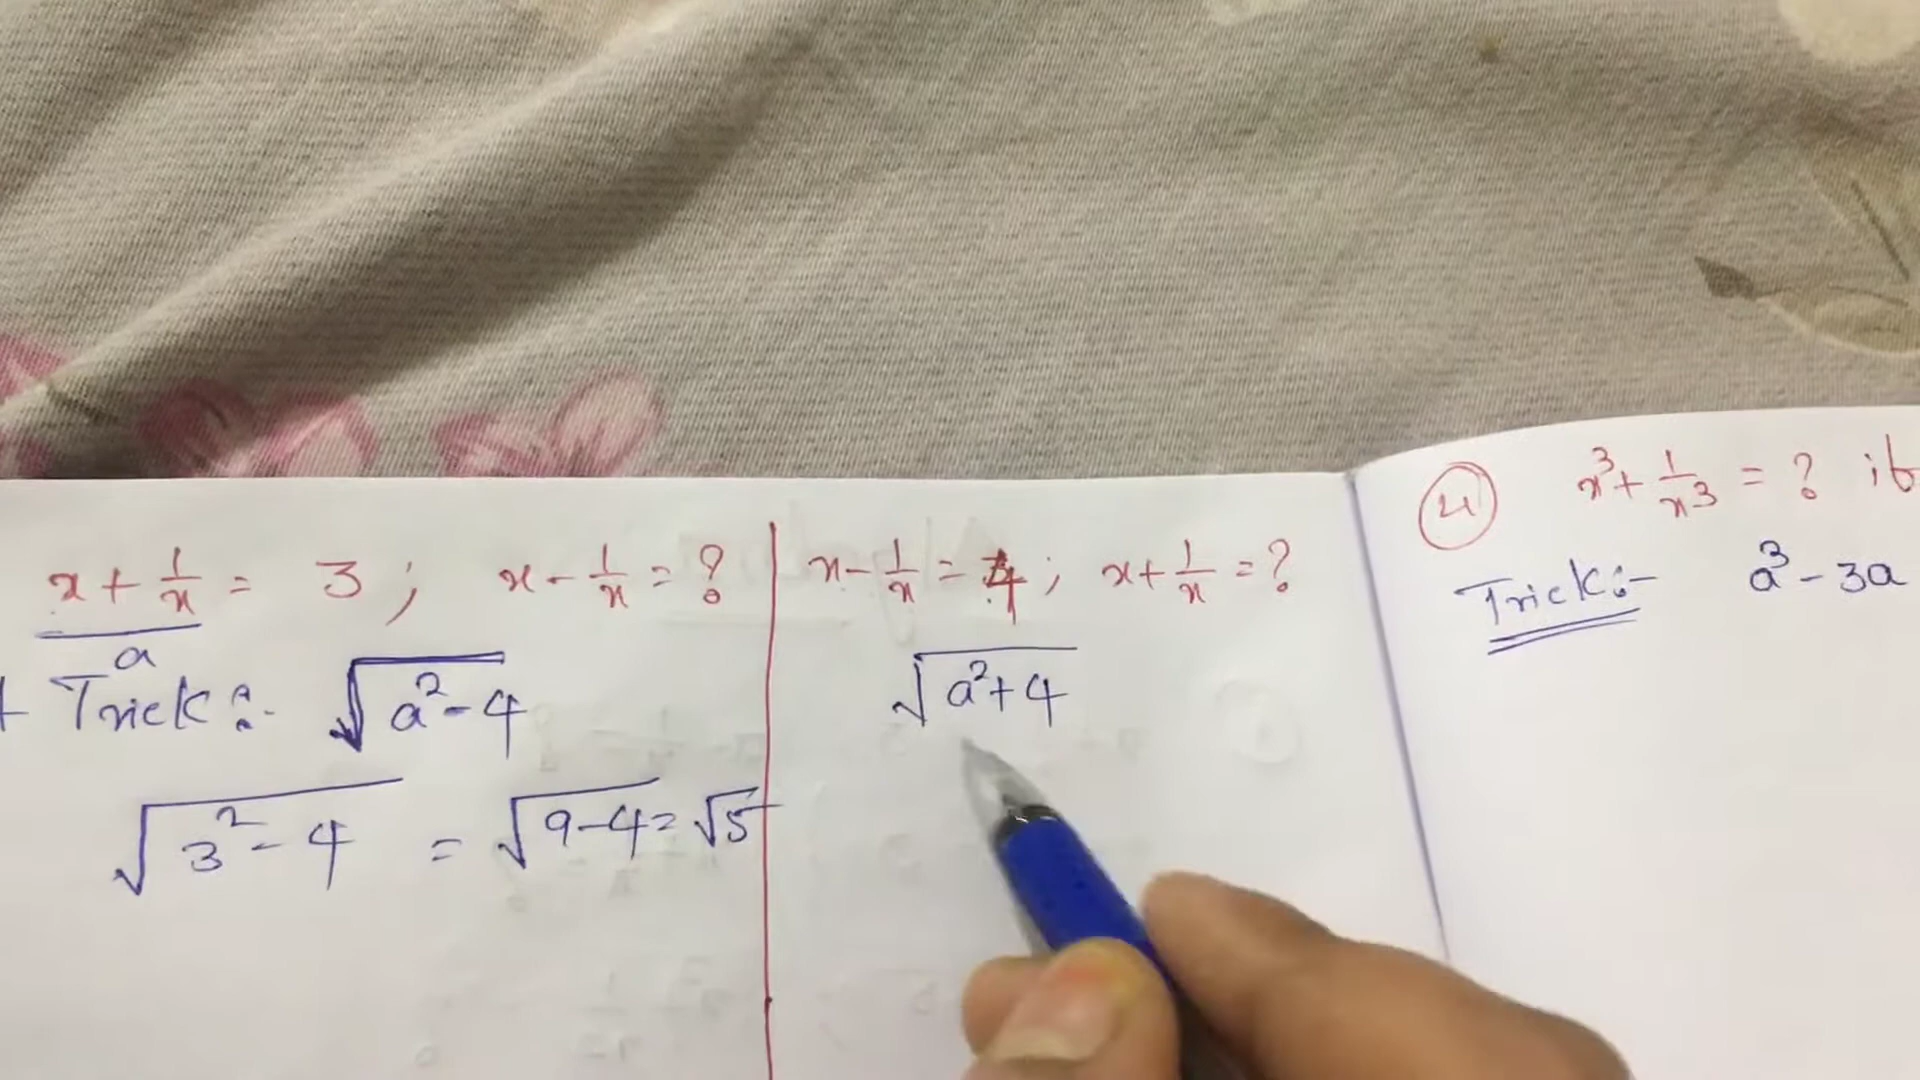 x + 1/x = 3 ; x - 1/x = ?
a
Trick :- √(a² - 4)
√(3² - 4) = √(9-4) = √5
x - 1/x = 4 ; x + 1/x = ?
√(a² + 4)
4 x³ + 1/x³ = ? if
Trick :- a³ - 3a